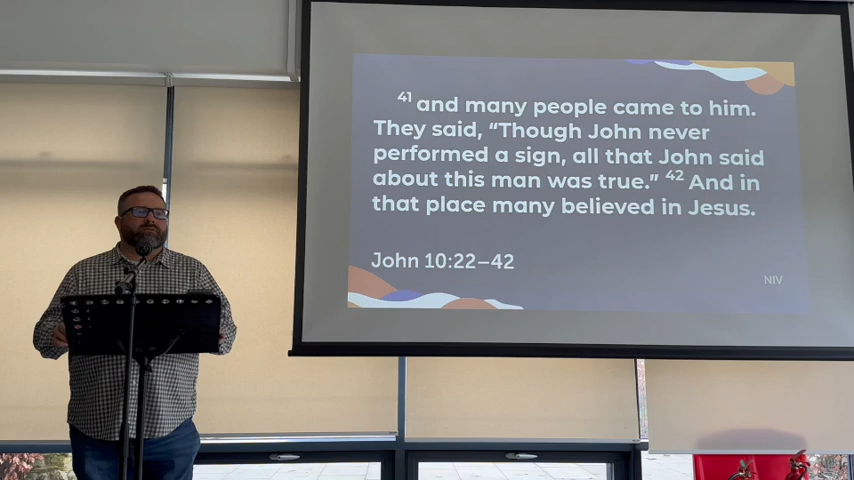 41 and many people came to him.
They said, “Though John never
performed a sign, all that John said
about this man was true.” 42 And in
that place many believed in Jesus.
John 10:22–42
NIV